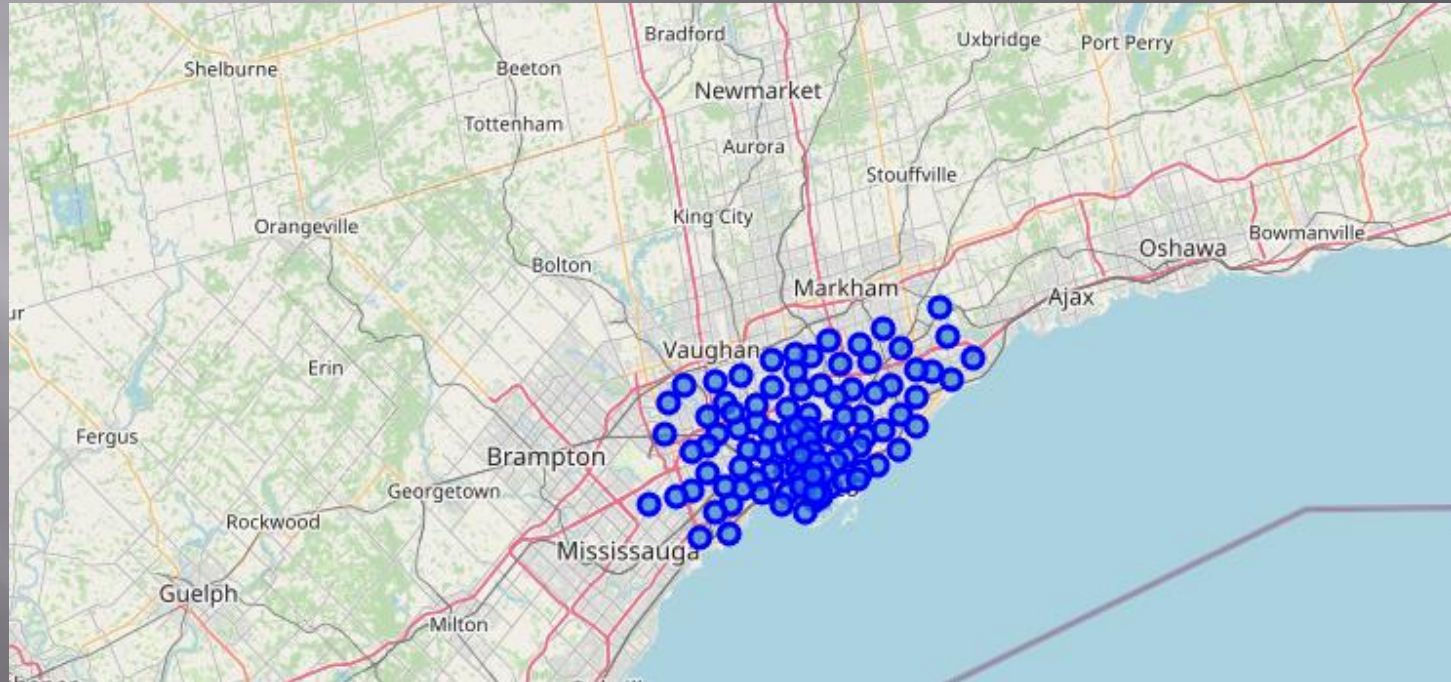 Bradford
Uxbridge
Port Perry
Shelburne
Beeton
Newmarket
Tottenham
Aurora
Stouffville
King City
Orangeville
Bowmanville
Oshawa
Bolton
Markham
Ajax
Vaughan
Erin
Fergus
Brampton
Georgetown
Rockwood
Mississauga
Guelph
Milton